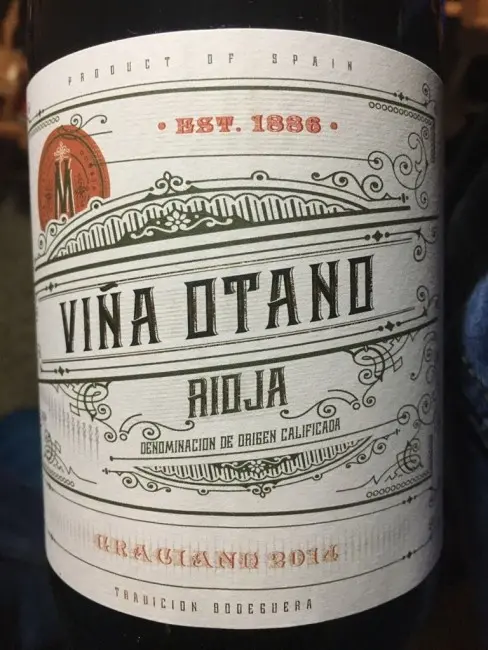 PRODUCT OF SPAIN
• EST. 1886 •
M
VIÑA OTANO
RIOJA
DENOMINACION DE ORIGEN CALIFICADA
GRACIANO 2014
TRADICION BODEGUERA